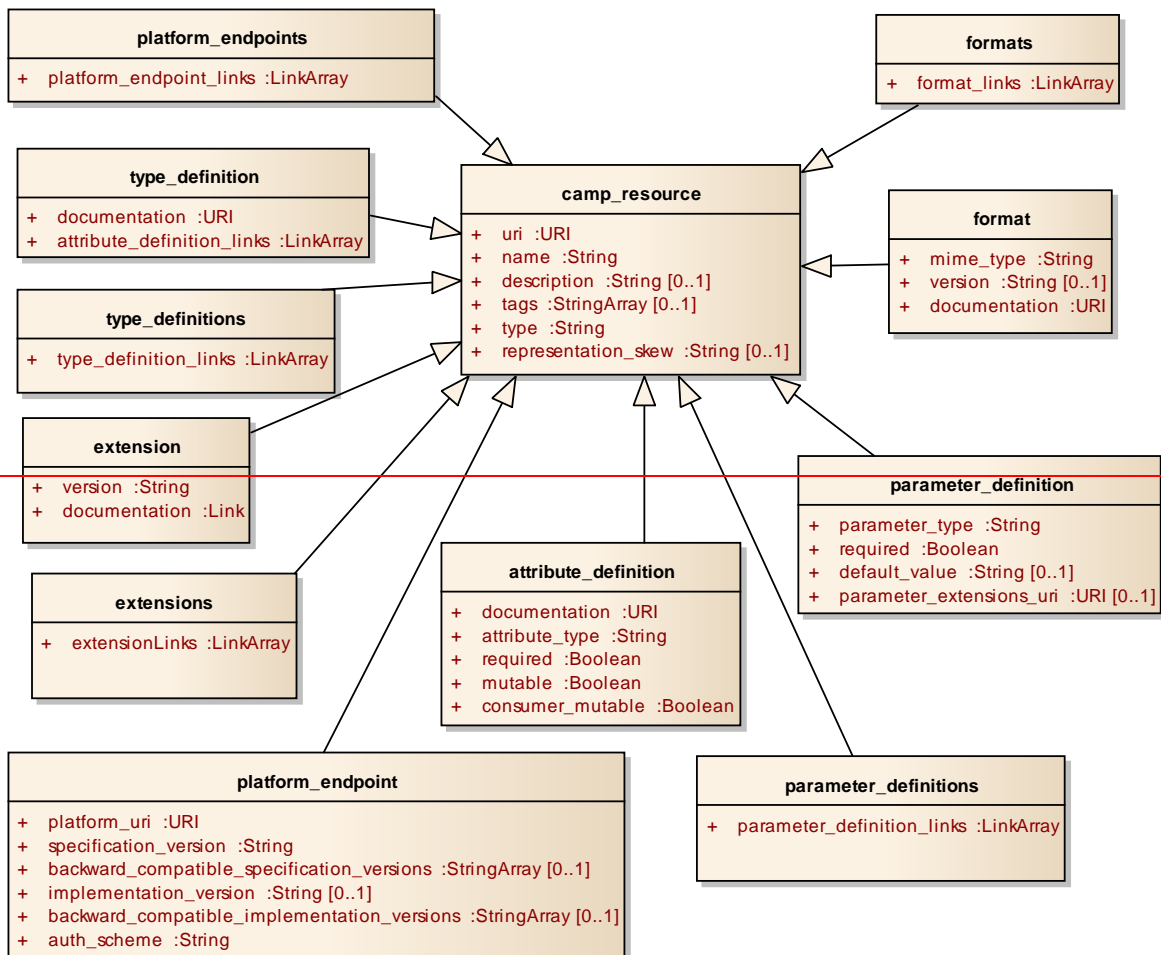 platform_endpoints
+ platform_endpoint_links :LinkArray
formats
+ format_links :LinkArray
type_definition
+ documentation :URI
+ attribute_definition_links :LinkArray
camp_resource
+ uri :URI
+ name :String
+ description :String [0..1]
+ tags :StringArray [0..1]
+ type :String
+ representation_skew :String [0..1]
format
+ mime_type :String
+ version :String [0..1]
+ documentation :URI
type_definitions
+ type_definition_links :LinkArray
extension
+ version :String
+ documentation :Link
parameter_definition
+ parameter_type :String
+ required :Boolean
+ default_value :String [0..1]
+ parameter_extensions_uri :URI [0..1]
extensions
+ extensionLinks :LinkArray
attribute_definition
+ documentation :URI
+ attribute_type :String
+ required :Boolean
+ mutable :Boolean
+ consumer_mutable :Boolean
platform_endpoint
+ platform_uri :URI
+ specification_version :String
+ backward_compatible_specification_versions :StringArray [0..1]
+ implementation_version :String [0..1]
+ backward_compatible_implementation_versions :StringArray [0..1]
+ auth_scheme :String
parameter_definitions
+ parameter_definition_links :LinkArray